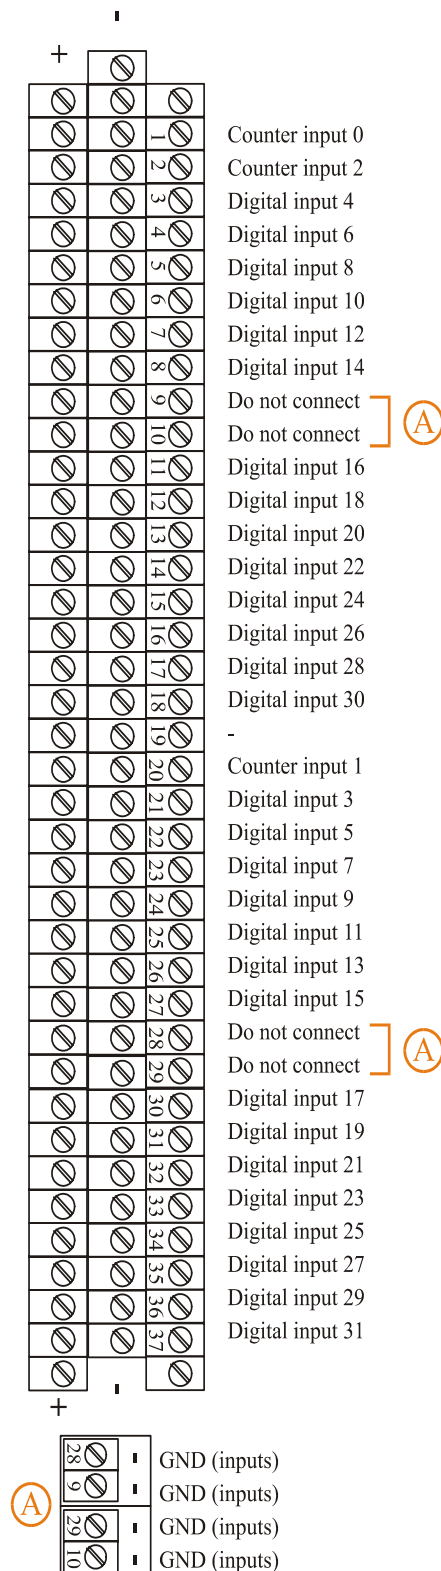 -
+
1 Counter input 0
2 Counter input 2
3 Digital input 4
4 Digital input 6
5 Digital input 8
6 Digital input 10
7 Digital input 12
8 Digital input 14
9 Do not connect
A
10 Do not connect
11 Digital input 16
12 Digital input 18
13 Digital input 20
14 Digital input 22
15 Digital input 24
16 Digital input 26
17 Digital input 28
18 Digital input 30
19 -
20 Counter input 1
21 Digital input 3
22 Digital input 5
23 Digital input 7
24 Digital input 9
25 Digital input 11
26 Digital input 13
27 Digital input 15
28 Do not connect
A
29 Do not connect
30 Digital input 17
31 Digital input 19
32 Digital input 21
33 Digital input 23
34 Digital input 25
35 Digital input 27
36 Digital input 29
37 Digital input 31
-
+
28 - GND (inputs)
9 - GND (inputs)
A
29 - GND (inputs)
10 - GND (inputs)